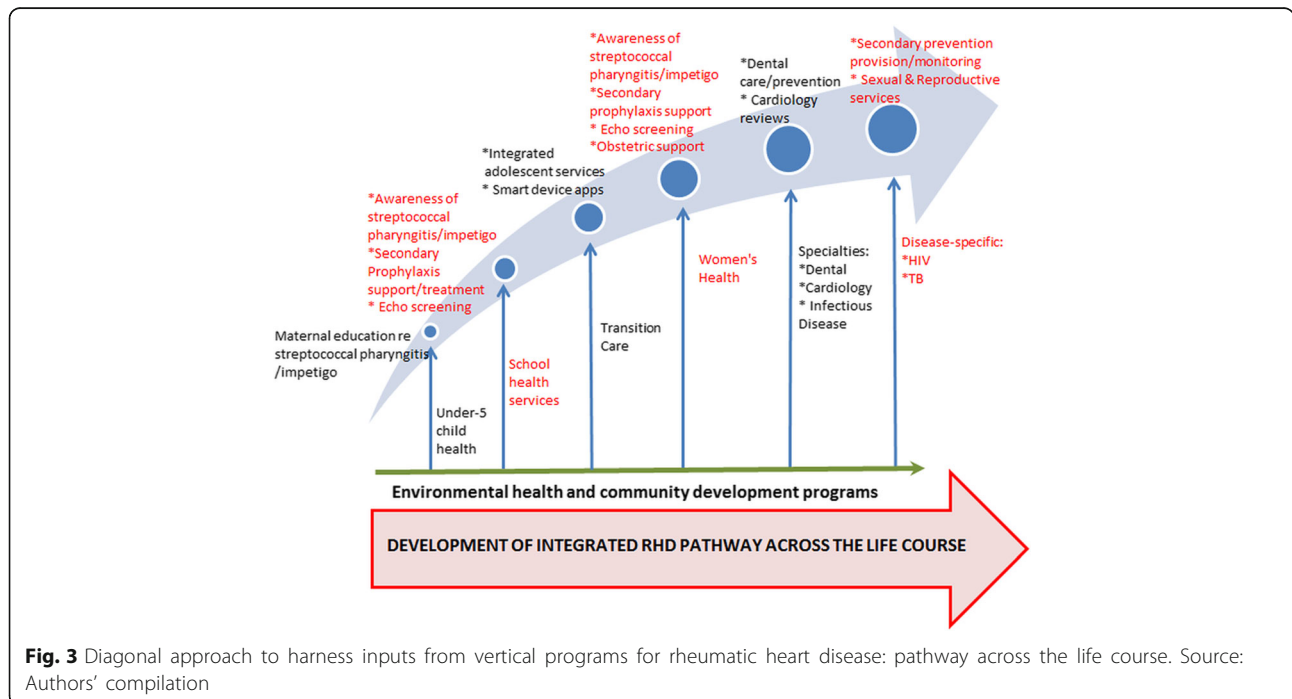 *Awareness of
streptococcal
pharyngitis/impetigo
*Secondary
prophylaxis support
* Echo screening
*Obstetric support
*Dental
care/prevention
* Cardiology
reviews
*Secondary prevention
provision/monitoring
* Sexual & Reproductive
services
*Integrated
adolescent services
* Smart device apps
*Awareness of
streptococcal
pharyngitis/impetigo
*Secondary
Prophylaxis
support/treatment
* Echo screening
Maternal education re
streptococcal pharyngitis
/impetigo
Under-5
child
health
School
health
services
Transition
Care
Women's
Health
Specialties:
*Dental
*Cardiology
* Infectious
Disease
Disease-specific:
*HIV
*TB
Environmental health and community development programs
DEVELOPMENT OF INTEGRATED RHD PATHWAY ACROSS THE LIFE COURSE
Fig. 3 Diagonal approach to harness inputs from vertical programs for rheumatic heart disease: pathway across the life course. Source:
Authors' compilation